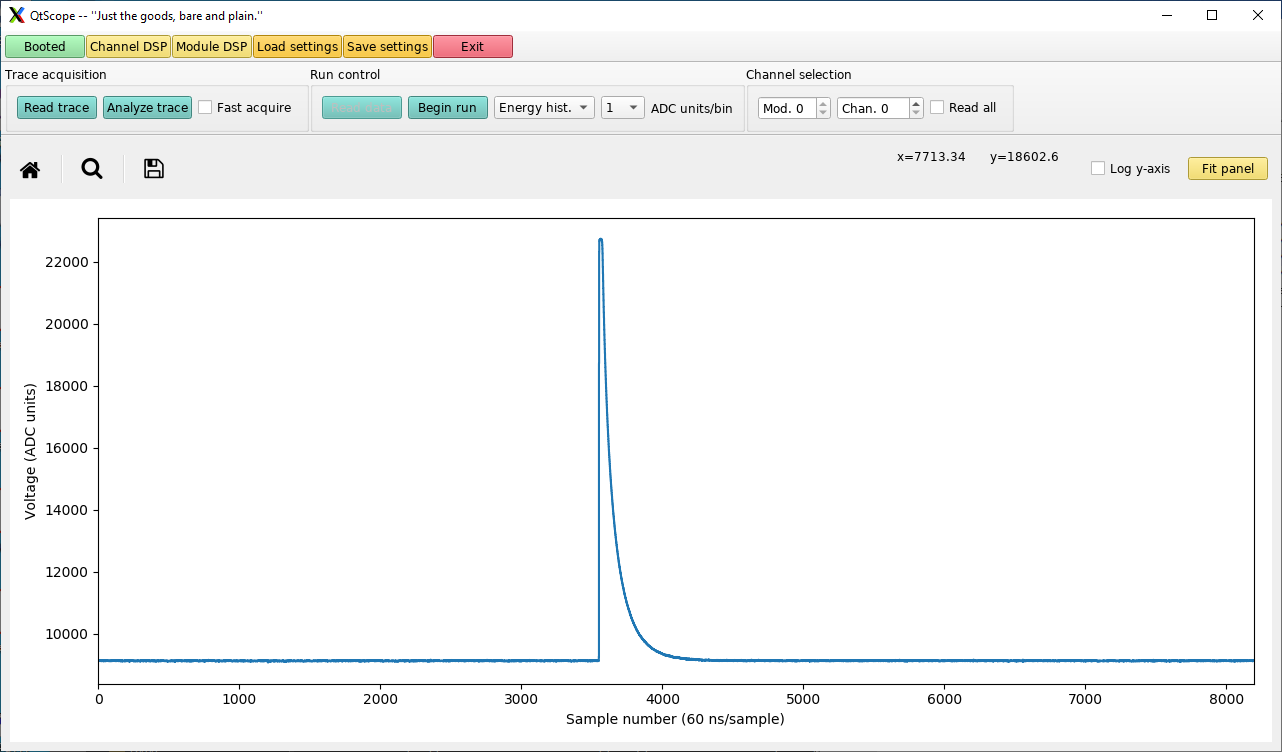 QtScope -- "Just the goods, bare and plain."
Booted Channel DSP Module DSP Load settings Save settings Exit
Trace acquisition Run control Channel selection
Read trace Analyze trace Fast acquire Read data Begin run Energy hist. 1 ADC units/bin Mod. 0 Chan. 0 Read all
x=7713.34 y=18602.6
Log y-axis Fit panel
22000
20000
18000
16000
14000
12000
10000
Voltage (ADC units)
0 1000 2000 3000 4000 5000 6000 7000 8000
Sample number (60 ns/sample)